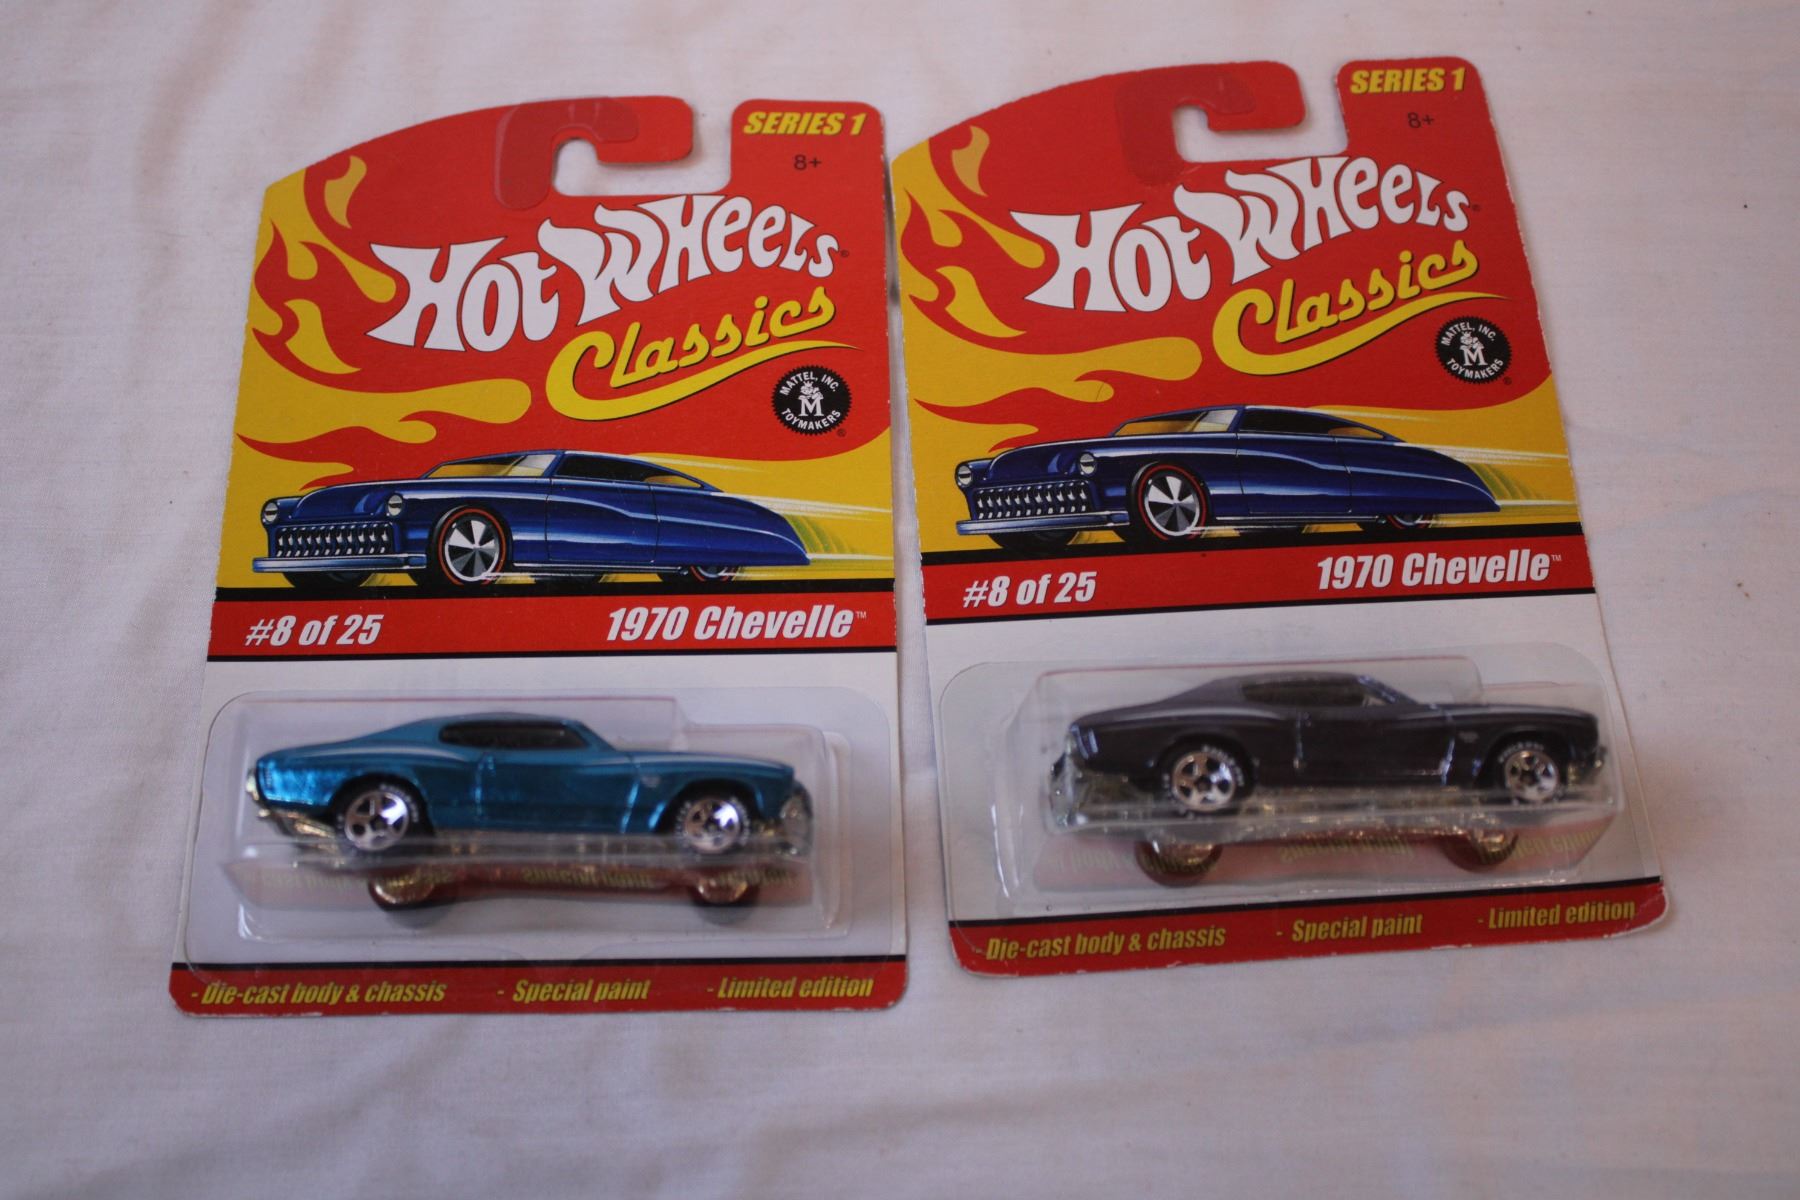 SERIES 1
8+
HOT WHEELS®
Classics
MATTEL, INC.
M
TOYMAKERS
®
#8 of 25
1970 Chevelle™
- Die-cast body & chassis - Special paint - Limited edition
SERIES 1
8+
HOT WHEELS®
Classics
MATTEL, INC.
M
TOYMAKERS
®
#8 of 25
1970 Chevelle™
- Die-cast body & chassis - Special paint - Limited edition